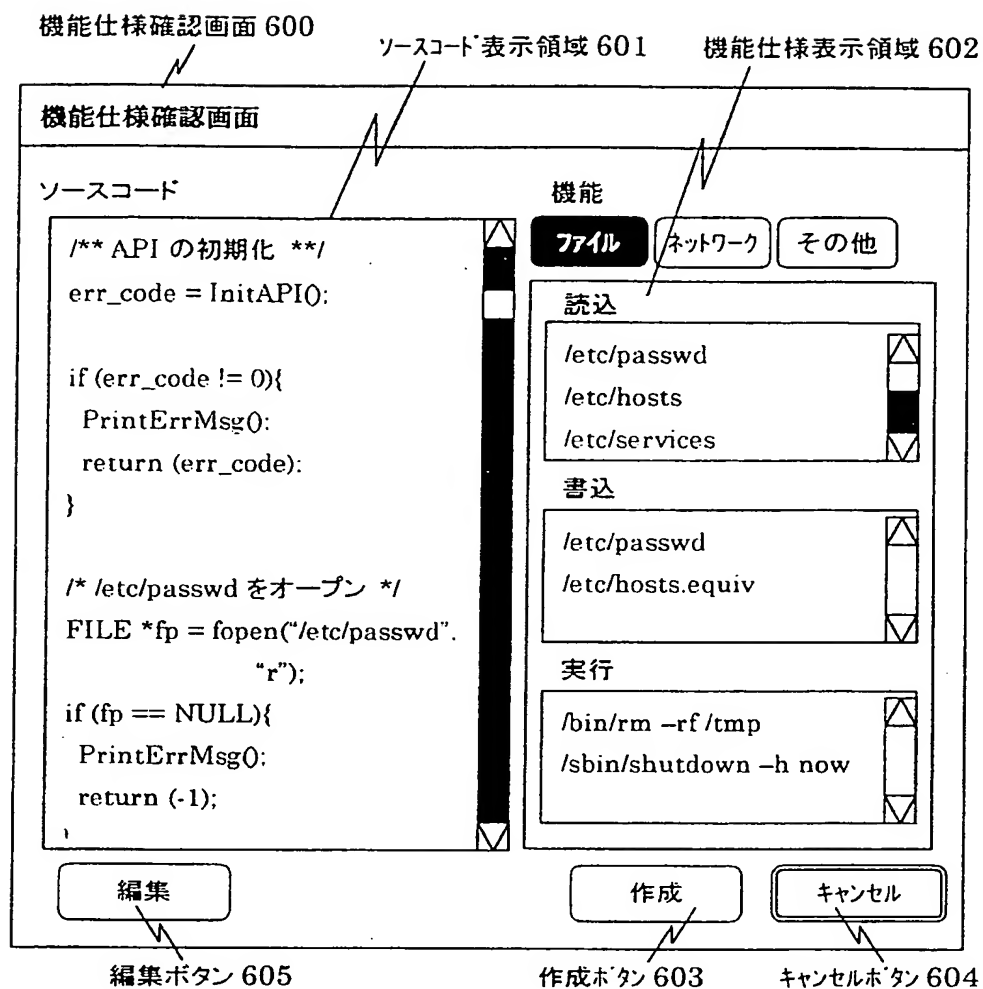 機能仕様確認画面 600
ソースコード表示領域 601
機能仕様表示領域 602
機能仕様確認画面
ソースコード
/** API の初期化 **/
err_code = InitAPI();
if (err_code != 0){
PrintErrMsg();
return (err_code);
}
/* /etc/passwd をオープン */
FILE *fp = fopen("/etc/passwd".
"r");
if (fp == NULL){
PrintErrMsg();
return (-1);
}
機能
ファイル
ネットワーク
その他
読込
/etc/passwd
/etc/hosts
/etc/services
書込
/etc/passwd
/etc/hosts.equiv
実行
/bin/rm –rf /tmp
/sbin/shutdown –h now
編集
作成
キャンセル
編集ボタン 605
作成ボタン 603
キャンセルボタン 604